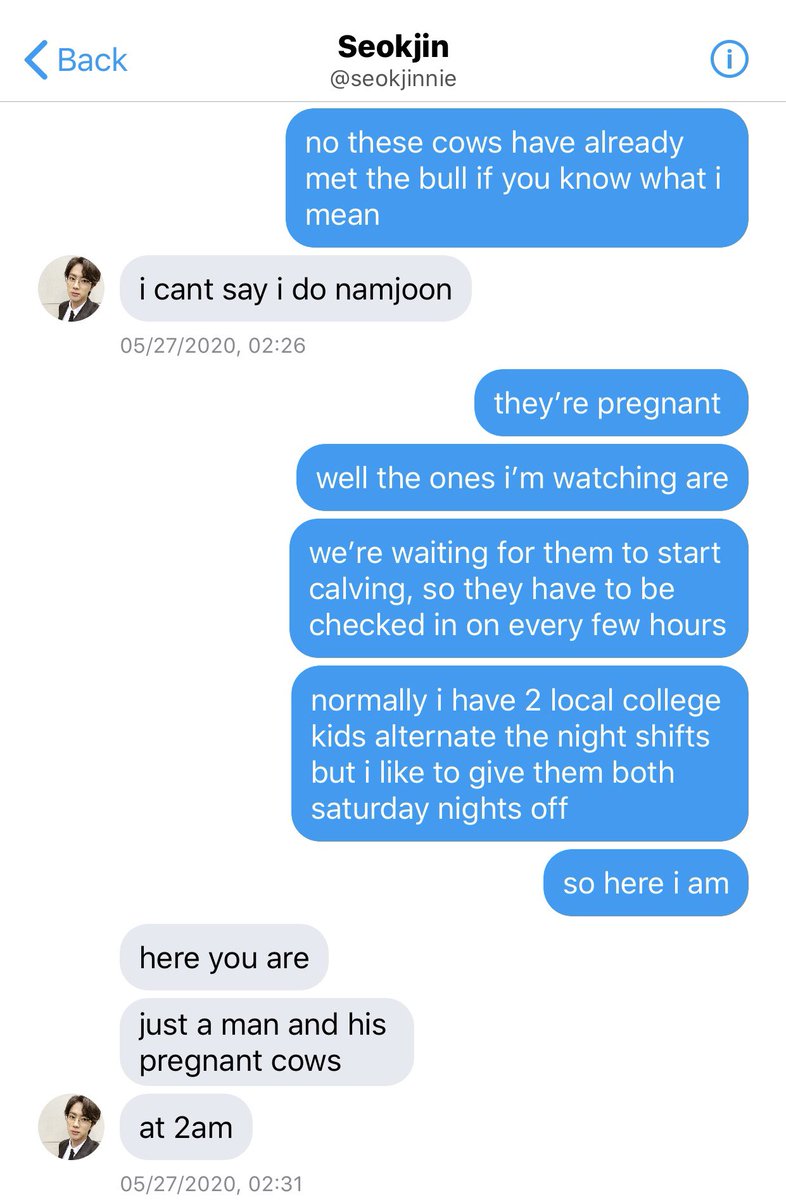 Back
Seokjin
@seokjinnie
no these cows have already
met the bull if you know what i
mean
i cant say i do namjoon
05/27/2020, 02:26
they’re pregnant
well the ones i’m watching are
we’re waiting for them to start
calving, so they have to be
checked in on every few hours
normally i have 2 local college
kids alternate the night shifts
but i like to give them both
saturday nights off
so here i am
here you are
just a man and his
pregnant cows
at 2am
05/27/2020, 02:31